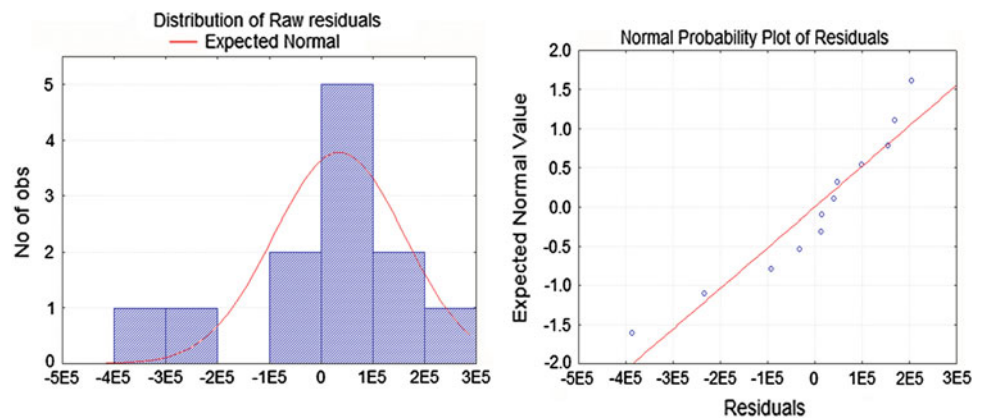 Distribution of Raw residuals
Expected Normal
No of obs
5
4
3
2
1
0
-5E5 -4E5 -3E5 -2E5 -1E5 0 1E5 2E5 3E5
Normal Probability Plot of Residuals
Expected Normal Value
2.0
1.5
1.0
0.5
0.0
-0.5
-1.0
-1.5
-2.0
-5E5 -4E5 -3E5 -2E5 -1E5 0 1E5 2E5 3E5
Residuals